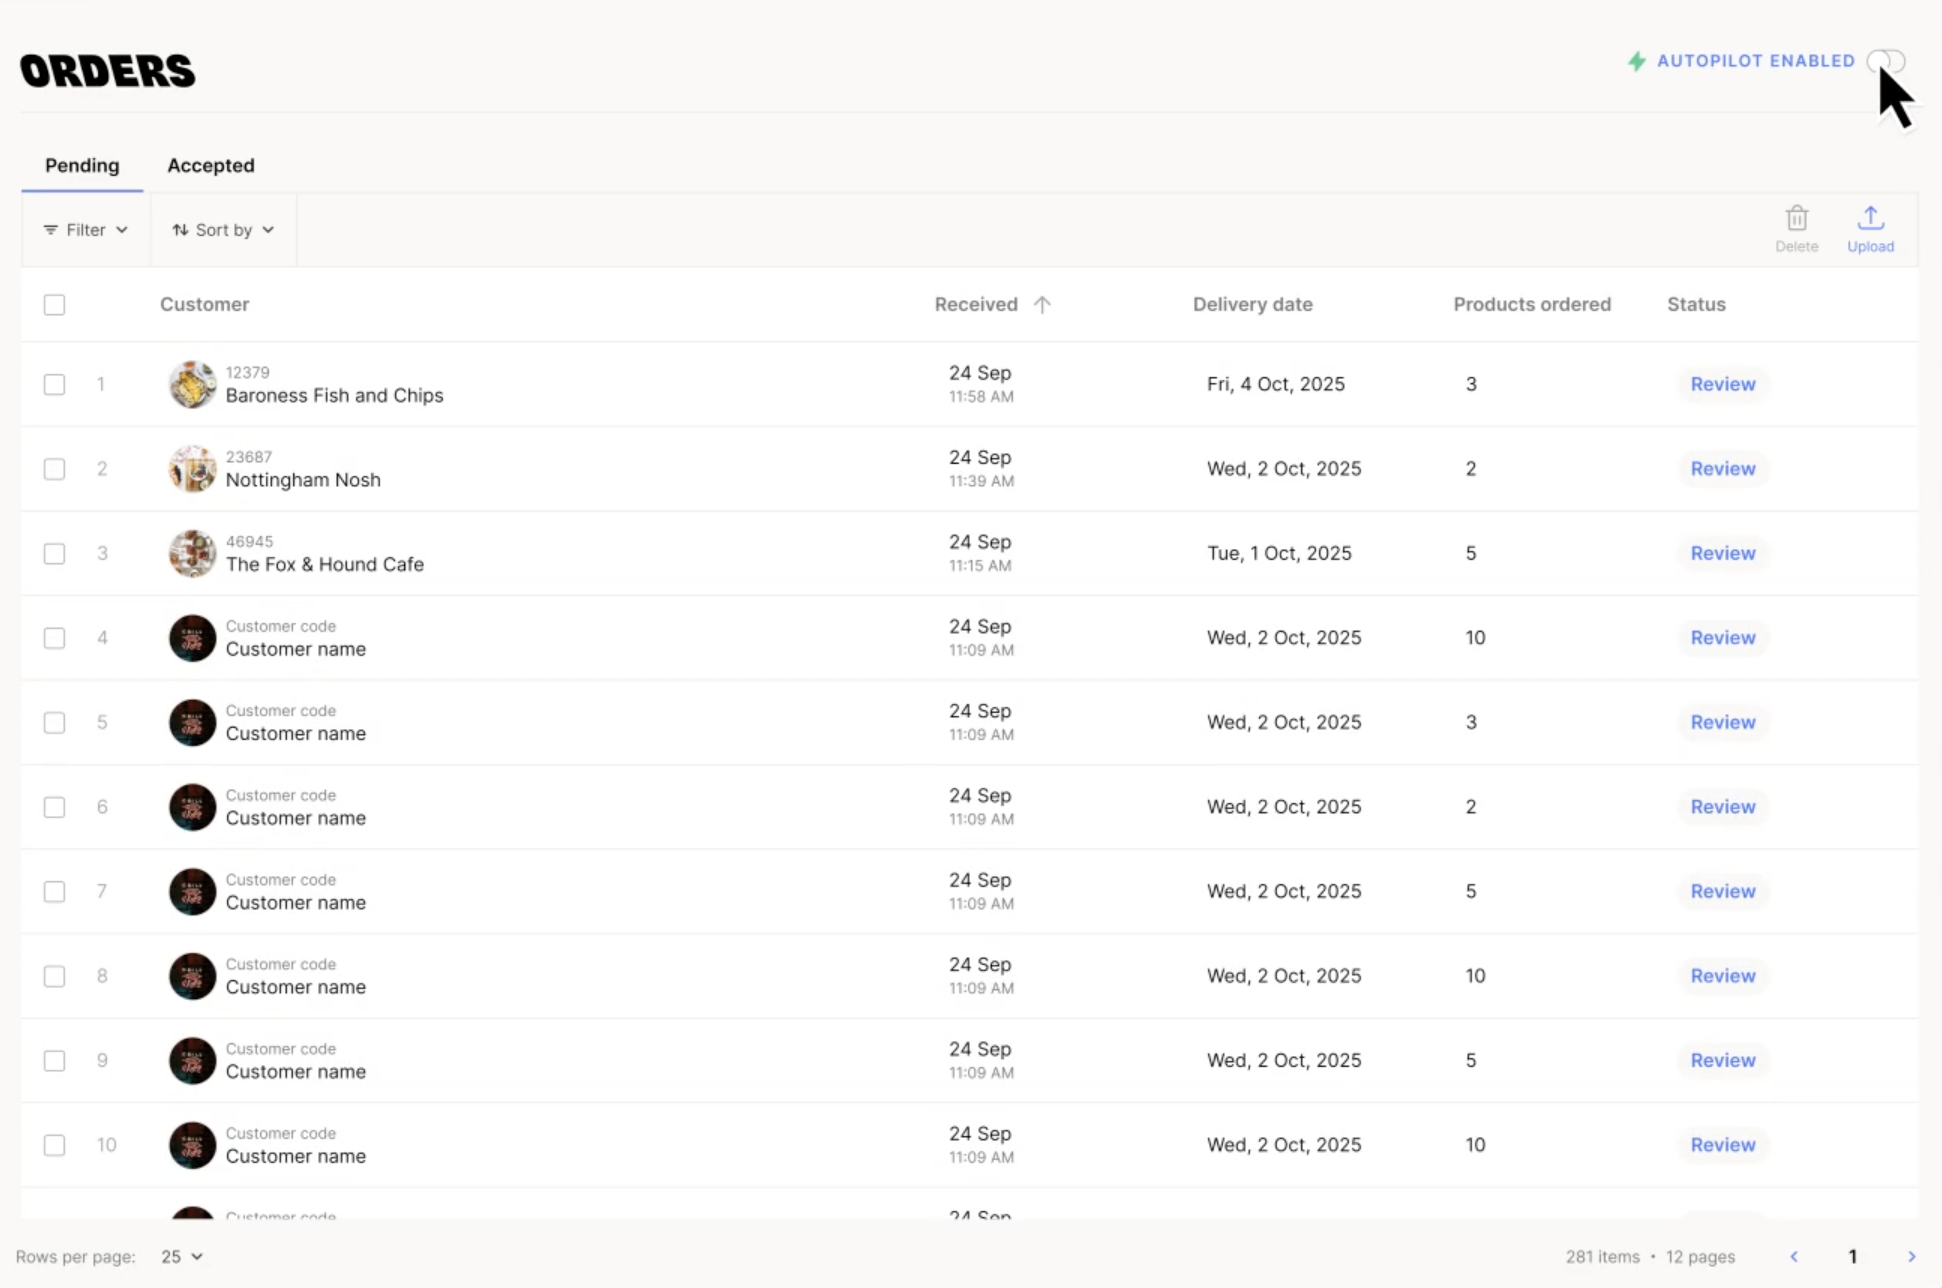 ORDERS
AUTOPILOT ENABLED
Pending
Accepted
Filter
Sort by
Delete
Upload
Customer
Received
Delivery date
Products ordered
Status
1
12379
Baroness Fish and Chips
24 Sep
11:58 AM
Fri, 4 Oct, 2025
3
Review
2
23687
Nottingham Nosh
24 Sep
11:39 AM
Wed, 2 Oct, 2025
2
Review
3
46945
The Fox & Hound Cafe
24 Sep
11:15 AM
Tue, 1 Oct, 2025
5
Review
4
Customer code
Customer name
24 Sep
11:09 AM
Wed, 2 Oct, 2025
10
Review
5
Customer code
Customer name
24 Sep
11:09 AM
Wed, 2 Oct, 2025
3
Review
6
Customer code
Customer name
24 Sep
11:09 AM
Wed, 2 Oct, 2025
2
Review
7
Customer code
Customer name
24 Sep
11:09 AM
Wed, 2 Oct, 2025
5
Review
8
Customer code
Customer name
24 Sep
11:09 AM
Wed, 2 Oct, 2025
10
Review
9
Customer code
Customer name
24 Sep
11:09 AM
Wed, 2 Oct, 2025
5
Review
10
Customer code
Customer name
24 Sep
11:09 AM
Wed, 2 Oct, 2025
10
Review
Customer code
24 Sep
Rows per page:
25
281 items • 12 pages
1